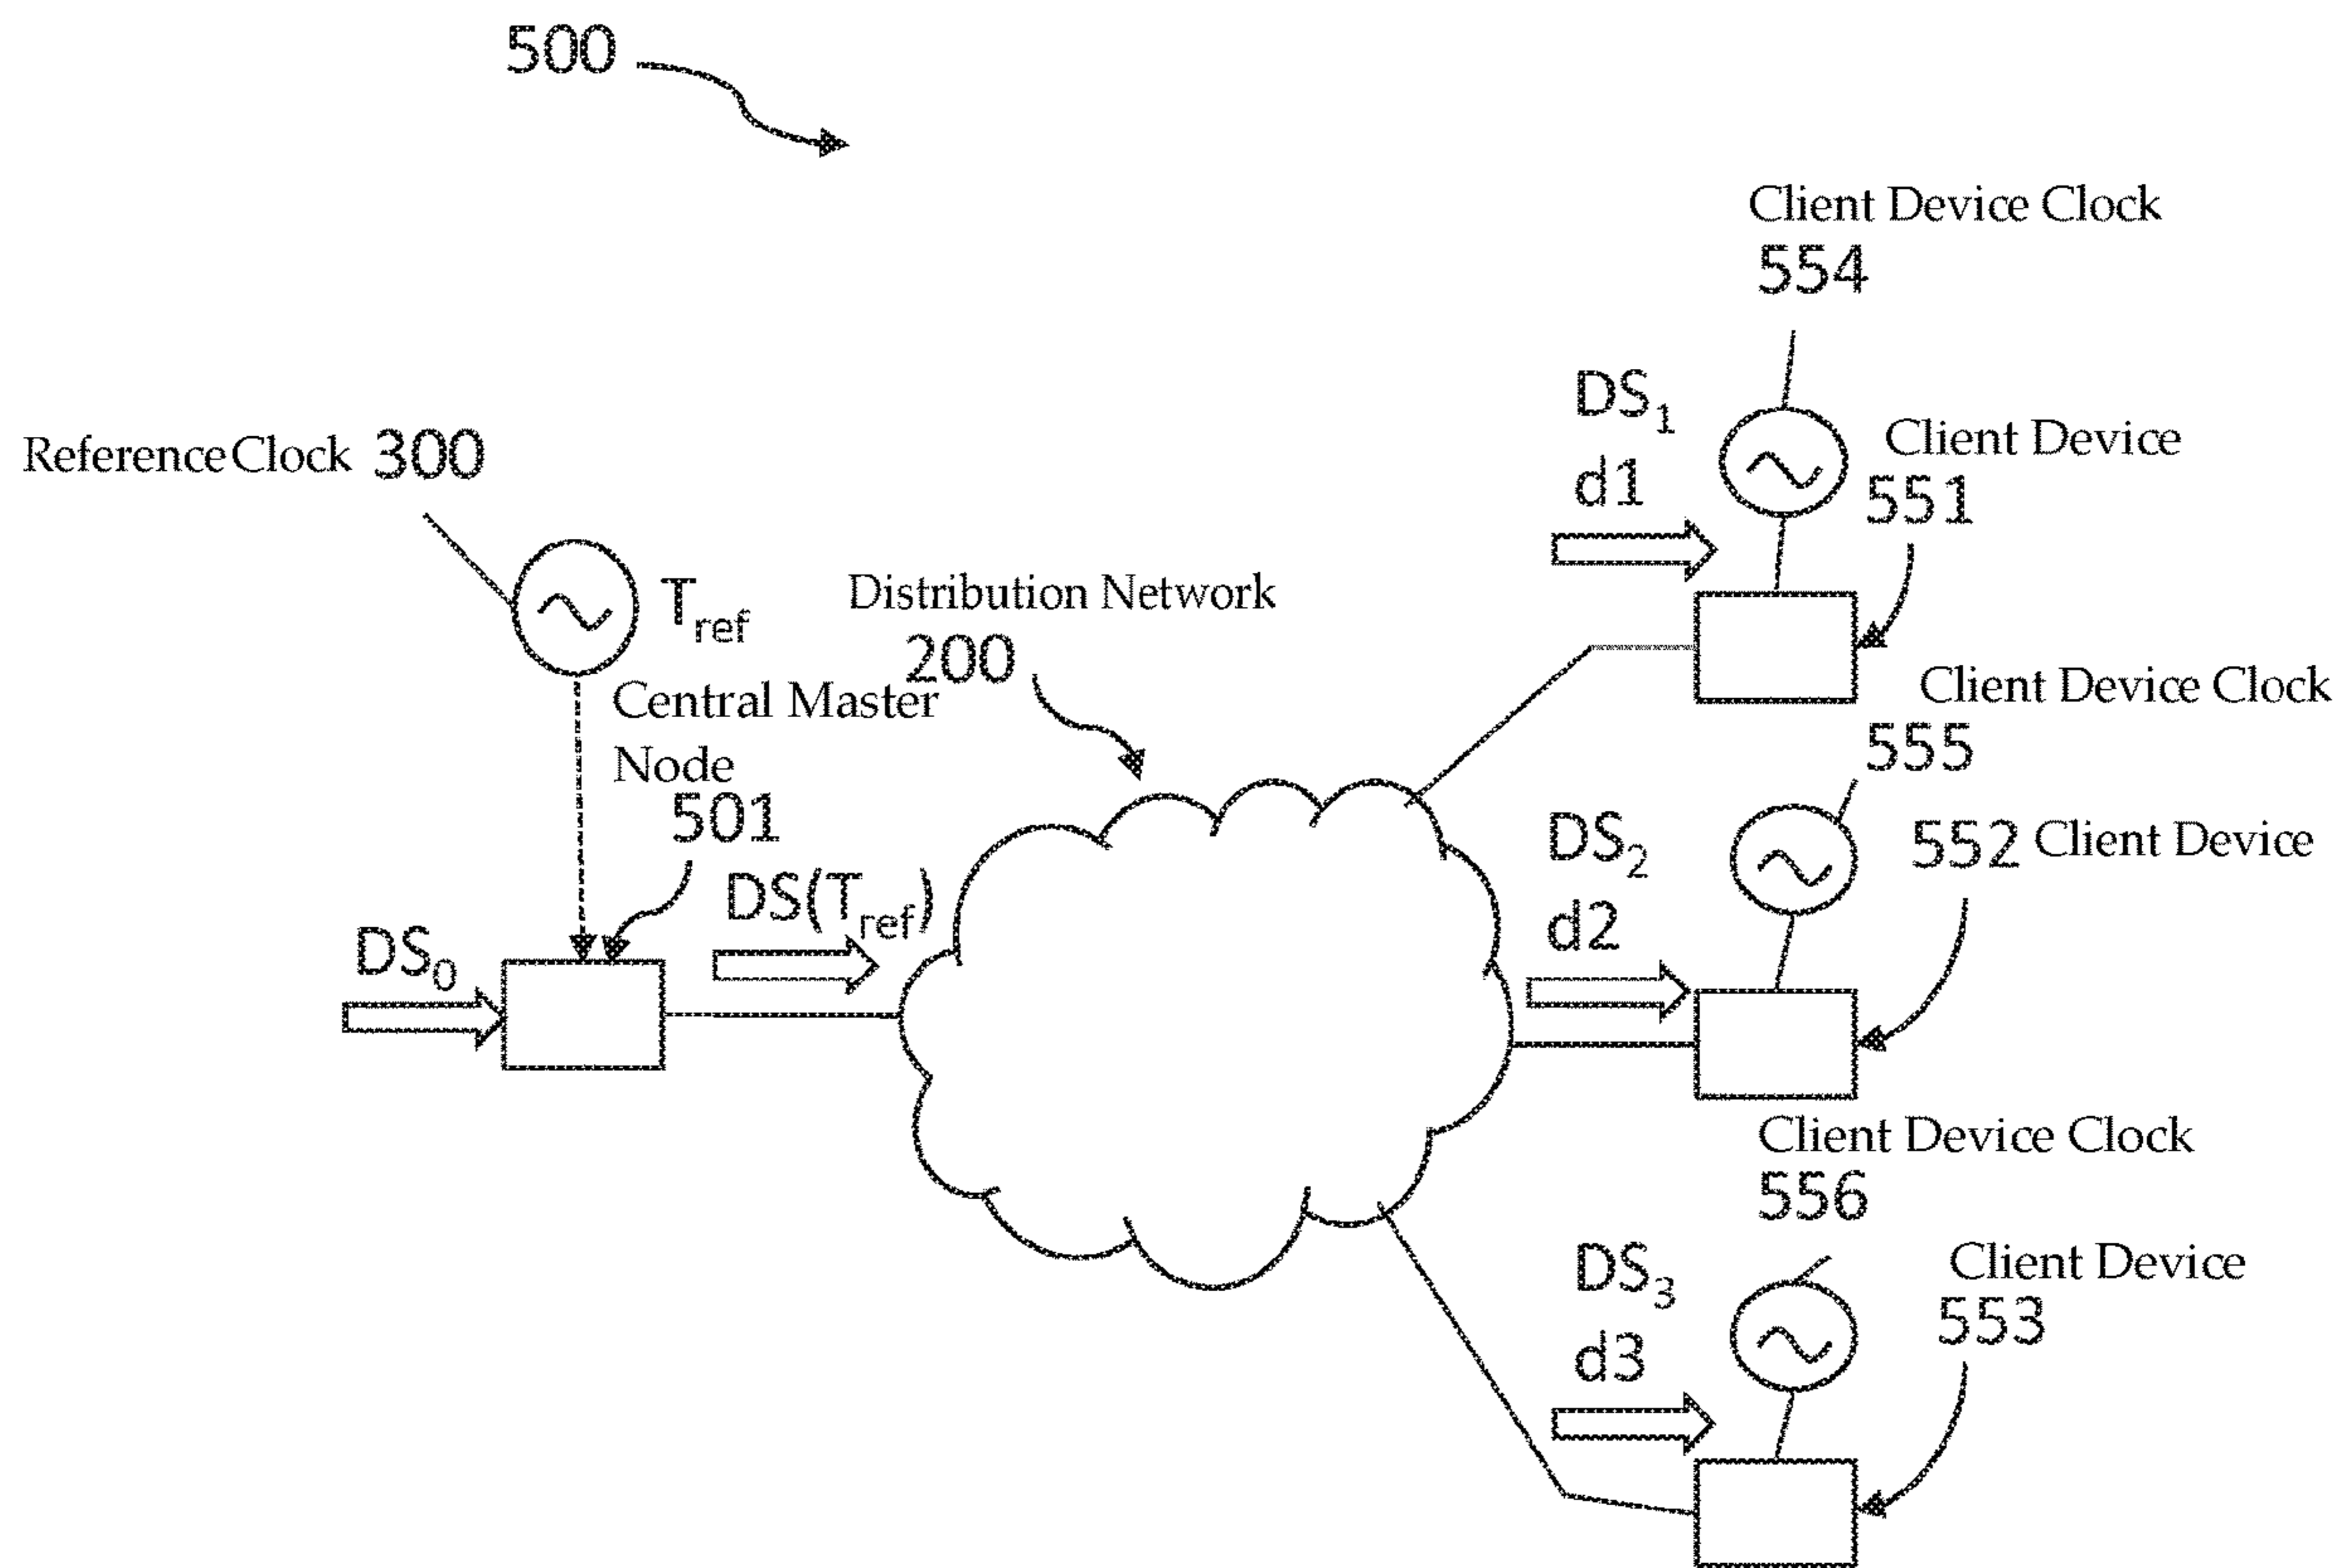 500
Client Device Clock
554
DS₁
d1
Client Device
551
Reference Clock 300
T_ref
Distribution Network
200
Central Master
Node
501
DS(T_ref)
DS₀
Client Device Clock
555
DS₂
d2
552 Client Device
Client Device Clock
556
DS₃
d3
Client Device
553